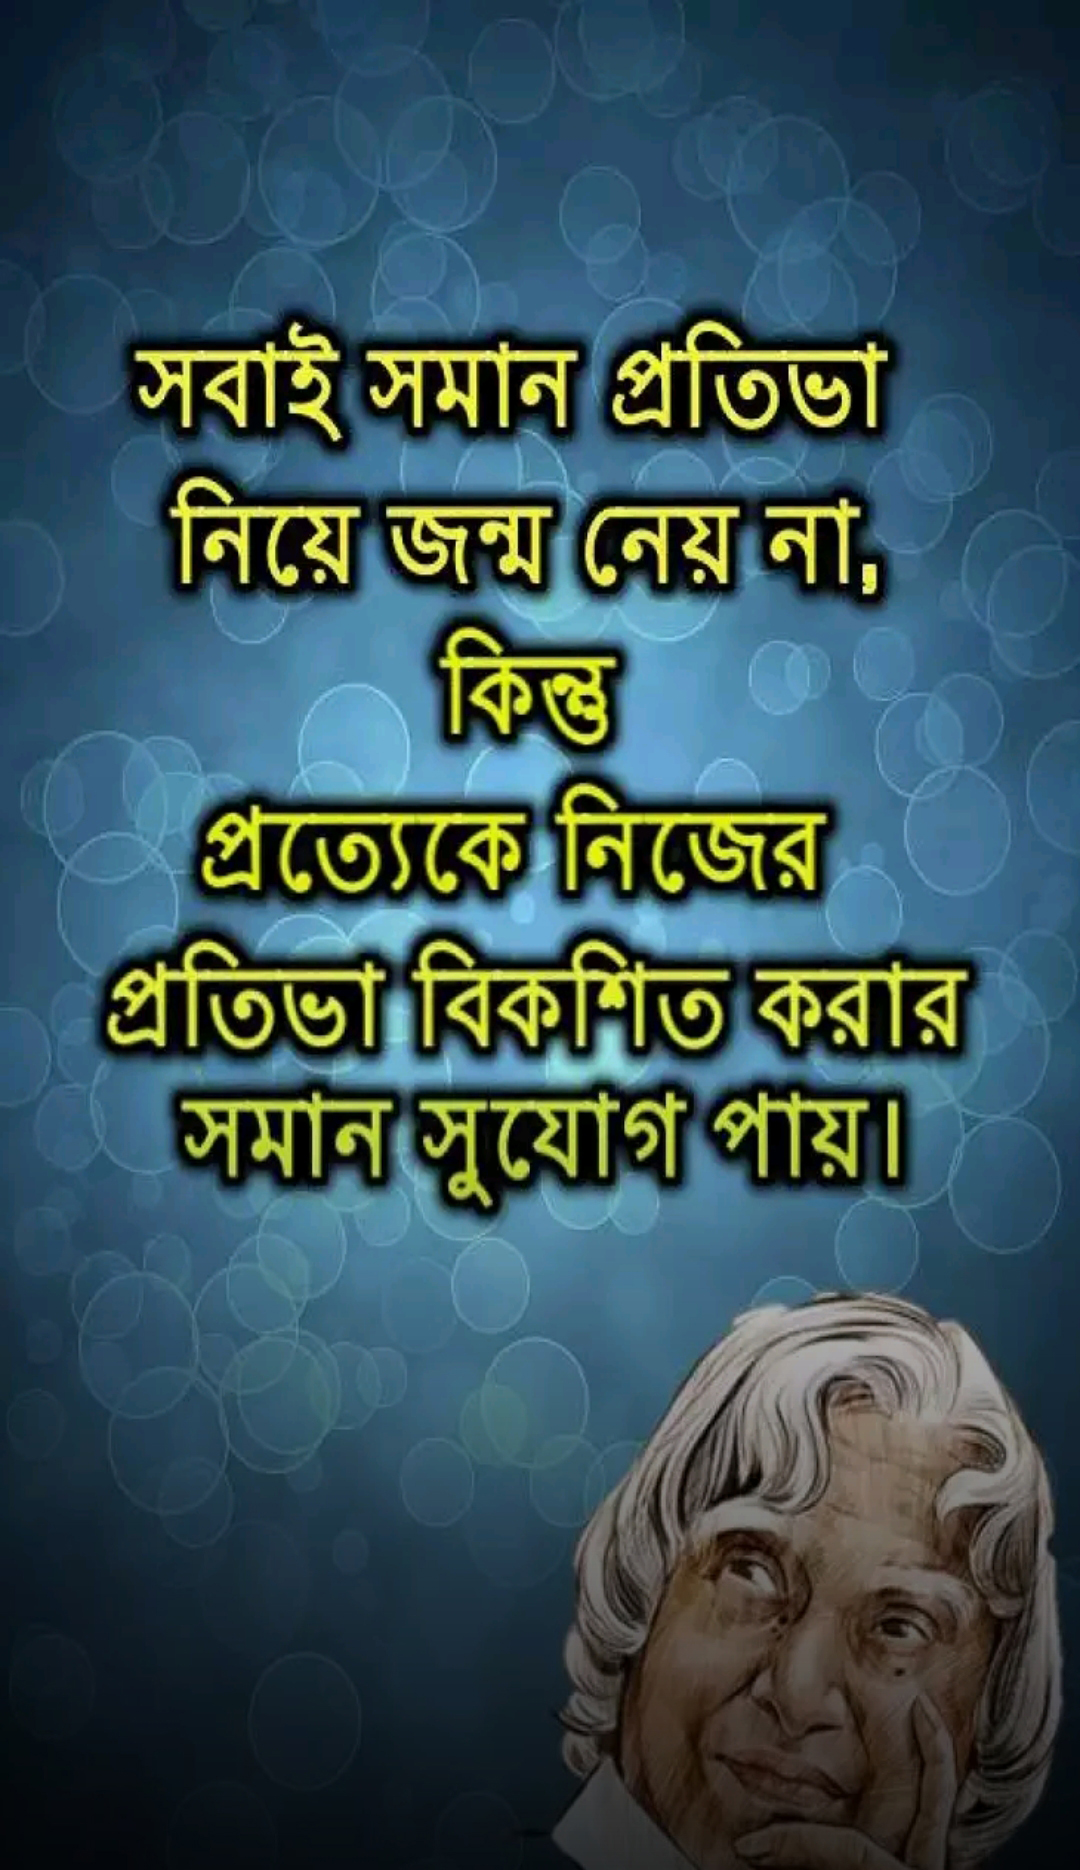 সবাই সমান প্রতিভা
নিয়ে জন্ম নেয় না,
কিন্তু
প্রত্যেকে নিজের
প্রতিভা বিকশিত করার
সমান সুযোগ পায়।